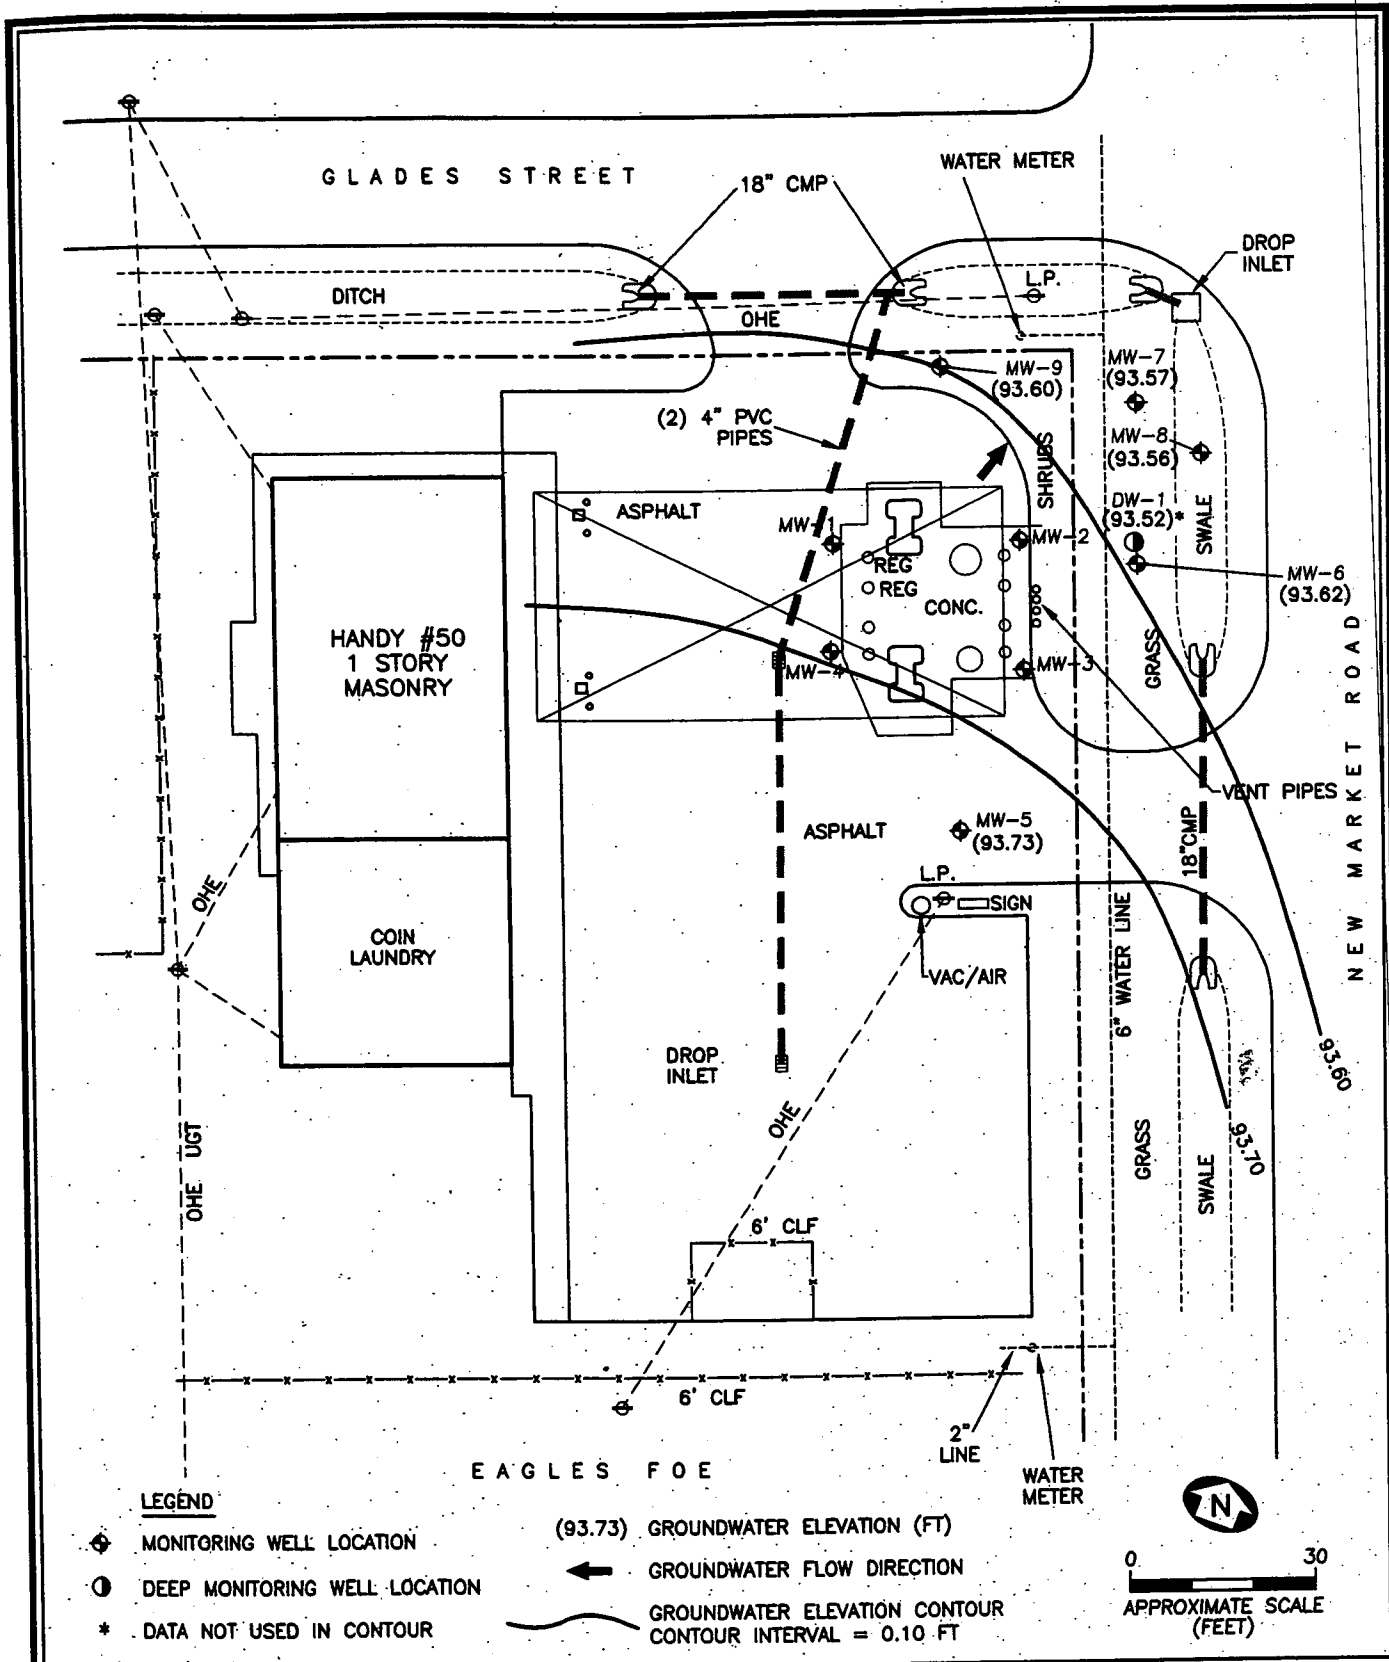 GLADES STREET
WATER METER
18" CMP
DROP
INLET
L.P.
DITCH
OHE
MW-9
(93.60)
MW-7
(93.57)
(2) 4" PVC
PIPES
MW-8
(93.56)
SHRUBS
ASPHALT
DW-1
(93.52)*
SWALE
MW-1
MW-2
REG
REG
CONC.
MW-6
(93.62)
HANDY #50
1 STORY
MASONRY
MW-4
MW-3
GRASS
NEW MARKET ROAD
VENT PIPES
ASPHALT
MW-5
(93.73)
18"CMP
L.P.
SIGN
OHE
COIN
LAUNDRY
VAC/AIR
6" WATER LINE
DROP
INLET
93.60
OHE
93.70
OHE UGT
GRASS
SWALE
6' CLF
6' CLF
2"
LINE
WATER
METER
EAGLES FOE
LEGEND
MONITORING WELL LOCATION
DEEP MONITORING WELL LOCATION
* DATA NOT USED IN CONTOUR
(93.73) GROUNDWATER ELEVATION (FT)
GROUNDWATER FLOW DIRECTION
GROUNDWATER ELEVATION CONTOUR
CONTOUR INTERVAL = 0.10 FT
N
0 30
APPROXIMATE SCALE
(FEET)